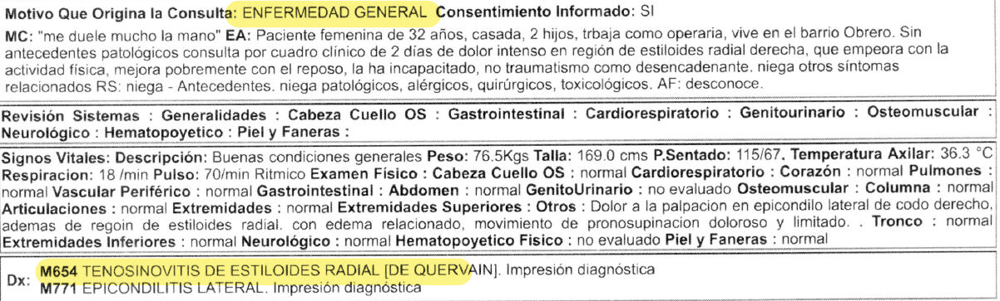 Motivo Que Origina la Consulta: ENFERMEDAD GENERAL Consentimiento Informado: SI
MC: "me duele mucho la mano" EA: Paciente femenina de 32 años, casada, 2 hijos, trbaja como operaria, vive en el barrio Obrero. Sin
antecedentes patológicos consulta por cuadro clínico de 2 días de dolor intenso en región de estiloides radial derecha, que empeora con la
actividad física, mejora pobremente con el reposo, la ha incapacitado, no traumatismo como desencadenante. niega otros síntomas
relacionados RS: niega - Antecedentes. niega patológicos, alérgicos, quirúrgicos, toxicológicos. AF: desconoce.
Revisión Sistemas : Generalidades : Cabeza Cuello OS : Gastrointestinal : Cardiorespiratorio : Genitourinario : Osteomuscular :
Neurológico : Hematopoyetico : Piel y Faneras :
Signos Vitales: Descripción: Buenas condiciones generales Peso: 76.5Kgs Talla: 169.0 cms P.Sentado: 115/67. Temperatura Axilar: 36.3 °C
Respiracion: 18 /min Pulso: 70/min Ritmico Examen Físico : Cabeza Cuello OS : normal Cardiorespiratorio : Corazón : normal Pulmones :
normal Vascular Periférico : normal Gastrointestinal : Abdomen : normal GenitoUrinario : no evaluado Osteomuscular : Columna : normal
Articulaciones : normal Extremidades : normal Extremidades Superiores : Otros : Dolor a la palpacion en epicondilo lateral de codo derecho.
ademas de regoin de estiloides radial. con edema relacionado, movimiento de pronosupinacion doloroso y limitado. . Tronco : normal
Extremidades Inferiores : normal Neurológico : normal Hematopoyetico Fisico : no evaluado Piel y Faneras : normal
Dx: M654 TENOSINOVITIS DE ESTILOIDES RADIAL [DE QUERVAIN]. Impresión diagnóstica
M771 EPICONDILITIS LATERAL. Impresión diagnóstica